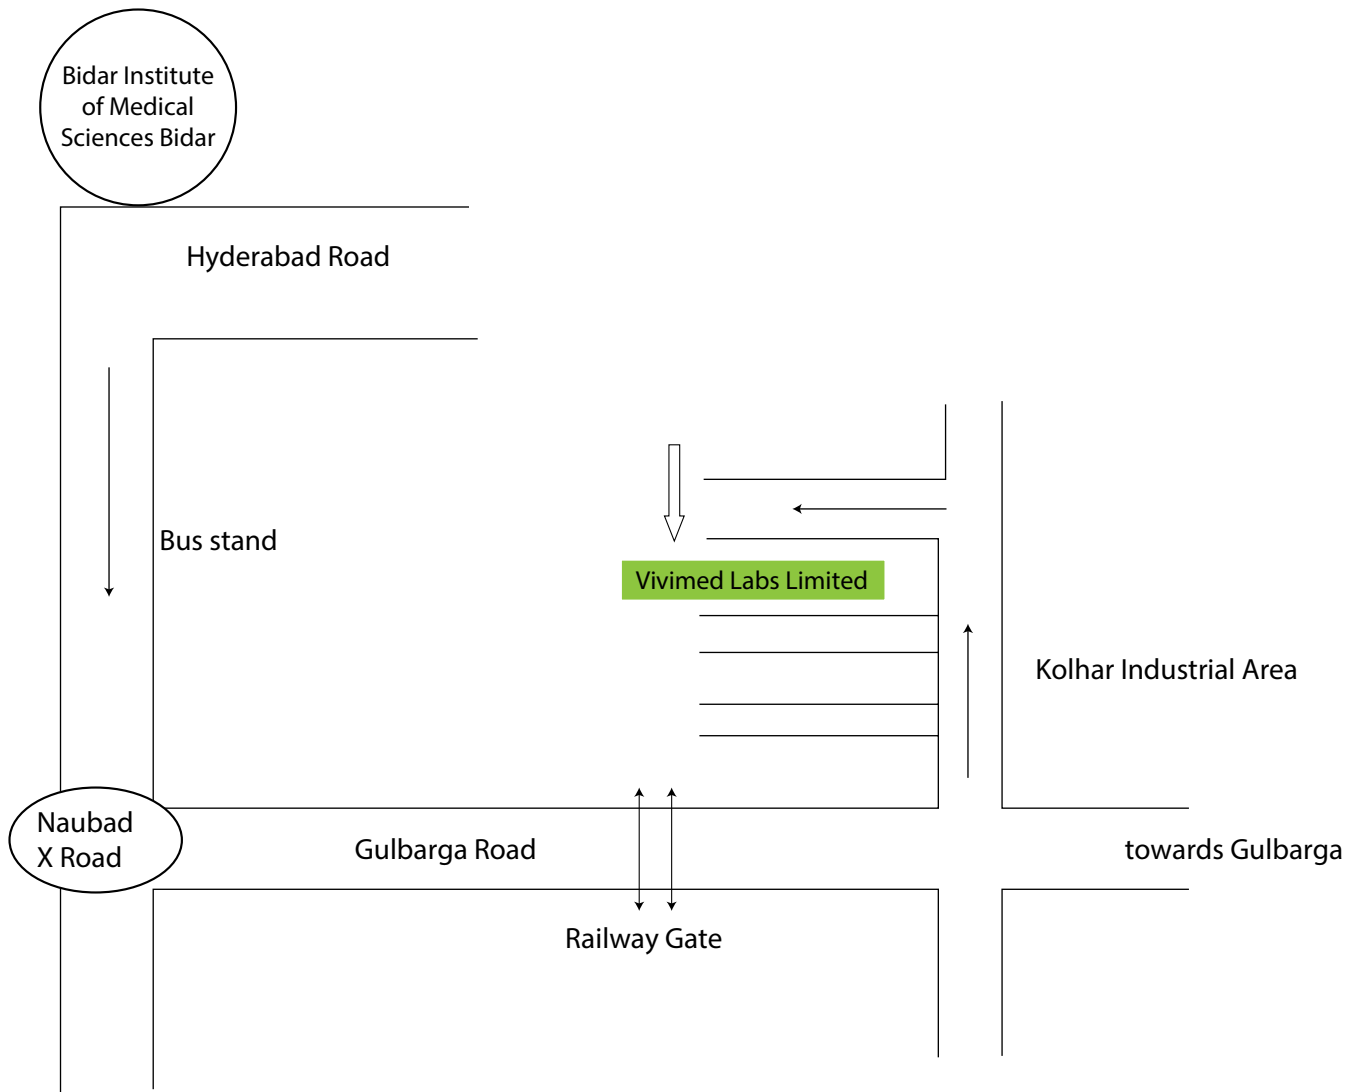 Bidar Institute
of Medical
Sciences Bidar
Hyderabad Road
Bus stand
Vivimed Labs Limited
Kolhar Industrial Area
Naubad
X Road
Gulbarga Road
towards Gulbarga
Railway Gate